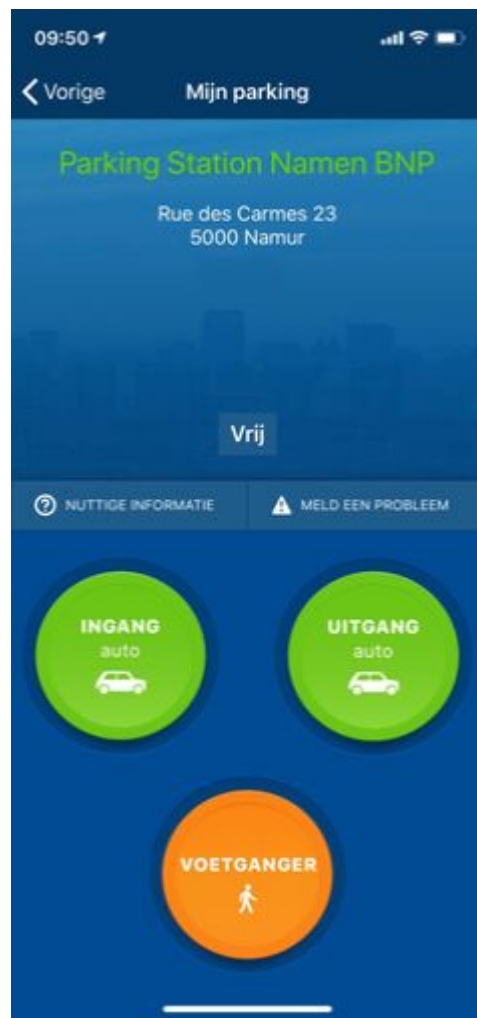 09:50
Vorige
Mijn parking
Parking Station Namen BNP
Rue des Carmes 23
5000 Namur
Vrij
NUTTIGE INFORMATIE
MELD EEN PROBLEEM
INGANG
auto
UITGANG
auto
VOETGANGER